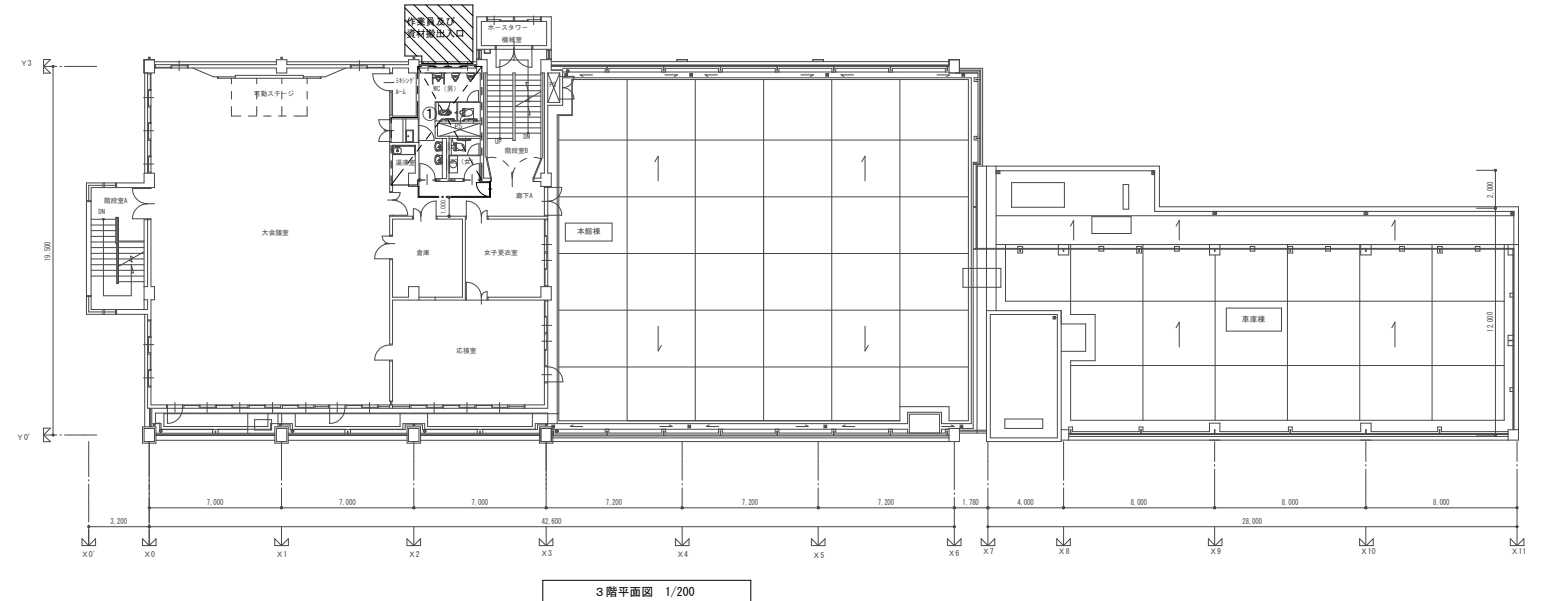 作業員及び
資材搬出入口
ホースタワー
機械室
Y3
可動ステージ
ミキシング
ルーム
WC（男）
①
PS
DN
UP
階段室B
湯沸室
WC（女）
廊下A
階段室A
DN
1,000
大会議室
倉庫
女子更衣室
本館棟
応接室
車庫棟
19,500
2,000
12,000
Y0'
7,000
7,000
7,000
7,200
7,200
7,200
1,780
4,000
8,000
8,000
8,000
3,200
42,600
28,000
X0'
X0
X1
X2
X3
X4
X5
X6
X7
X8
X9
X10
X11
３階平面図 1/200